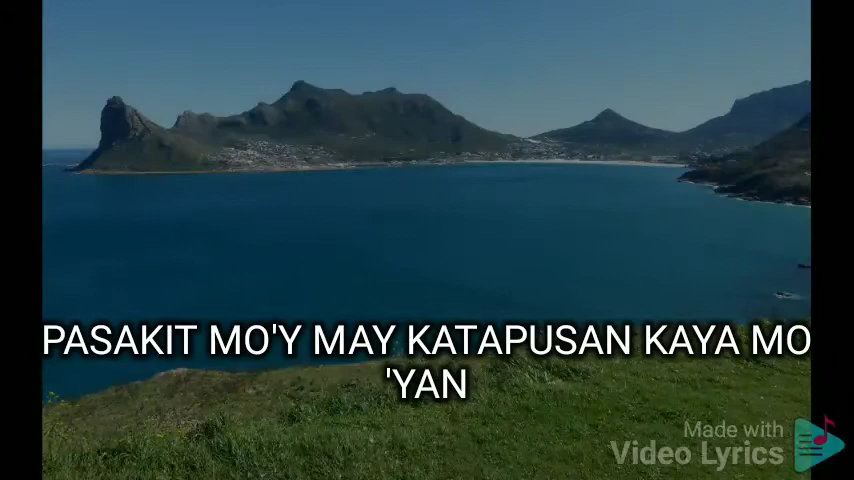 PASAKIT MO'Y MAY KATAPUSAN KAYA MO
'YAN
Made with
Video Lyrics